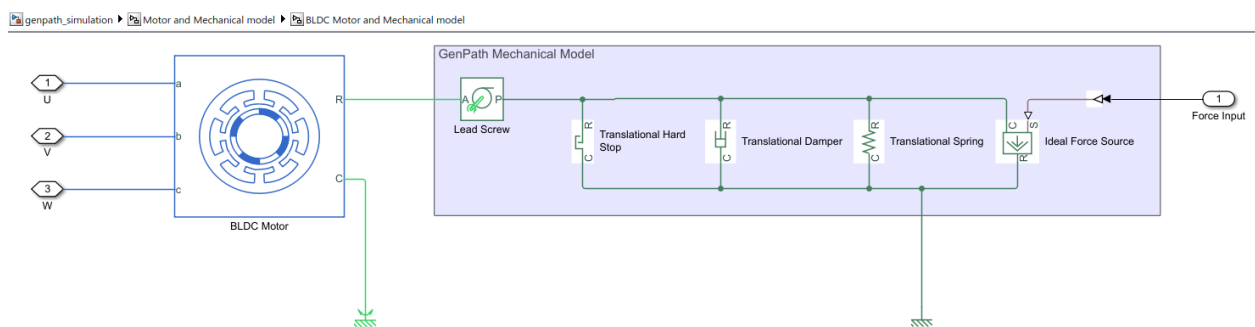 genpath_simulation Motor and Mechanical model BLDC Motor and Mechanical model
GenPath Mechanical Model
1
U
2
V
3
W
a
b
c
R
C
BLDC Motor
A P
Lead Screw
R
C
Translational Hard
Stop
R
C
Translational Damper
R
C
Translational Spring
C S
R
Ideal Force Source
1
Force Input